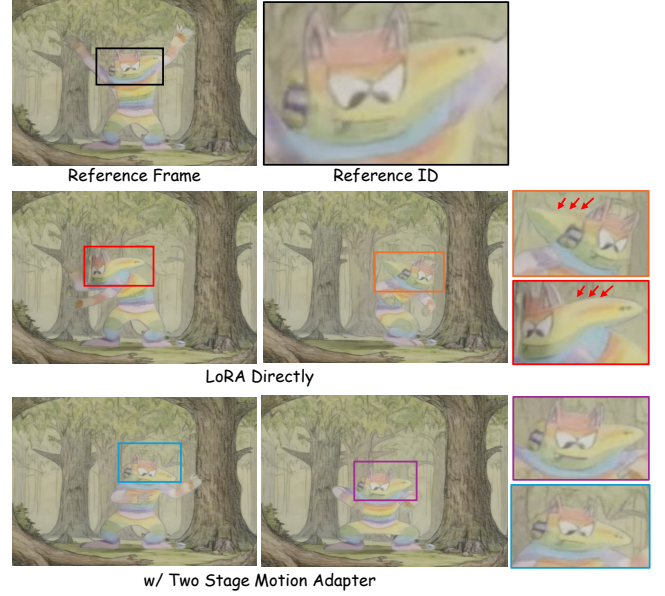 Reference Frame
Reference ID
LoRA Directly
w/ Two Stage Motion Adapter